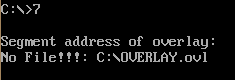 C:\>7
Segment address of overlay:
No File!!!: C:\OVERLAY.ovl